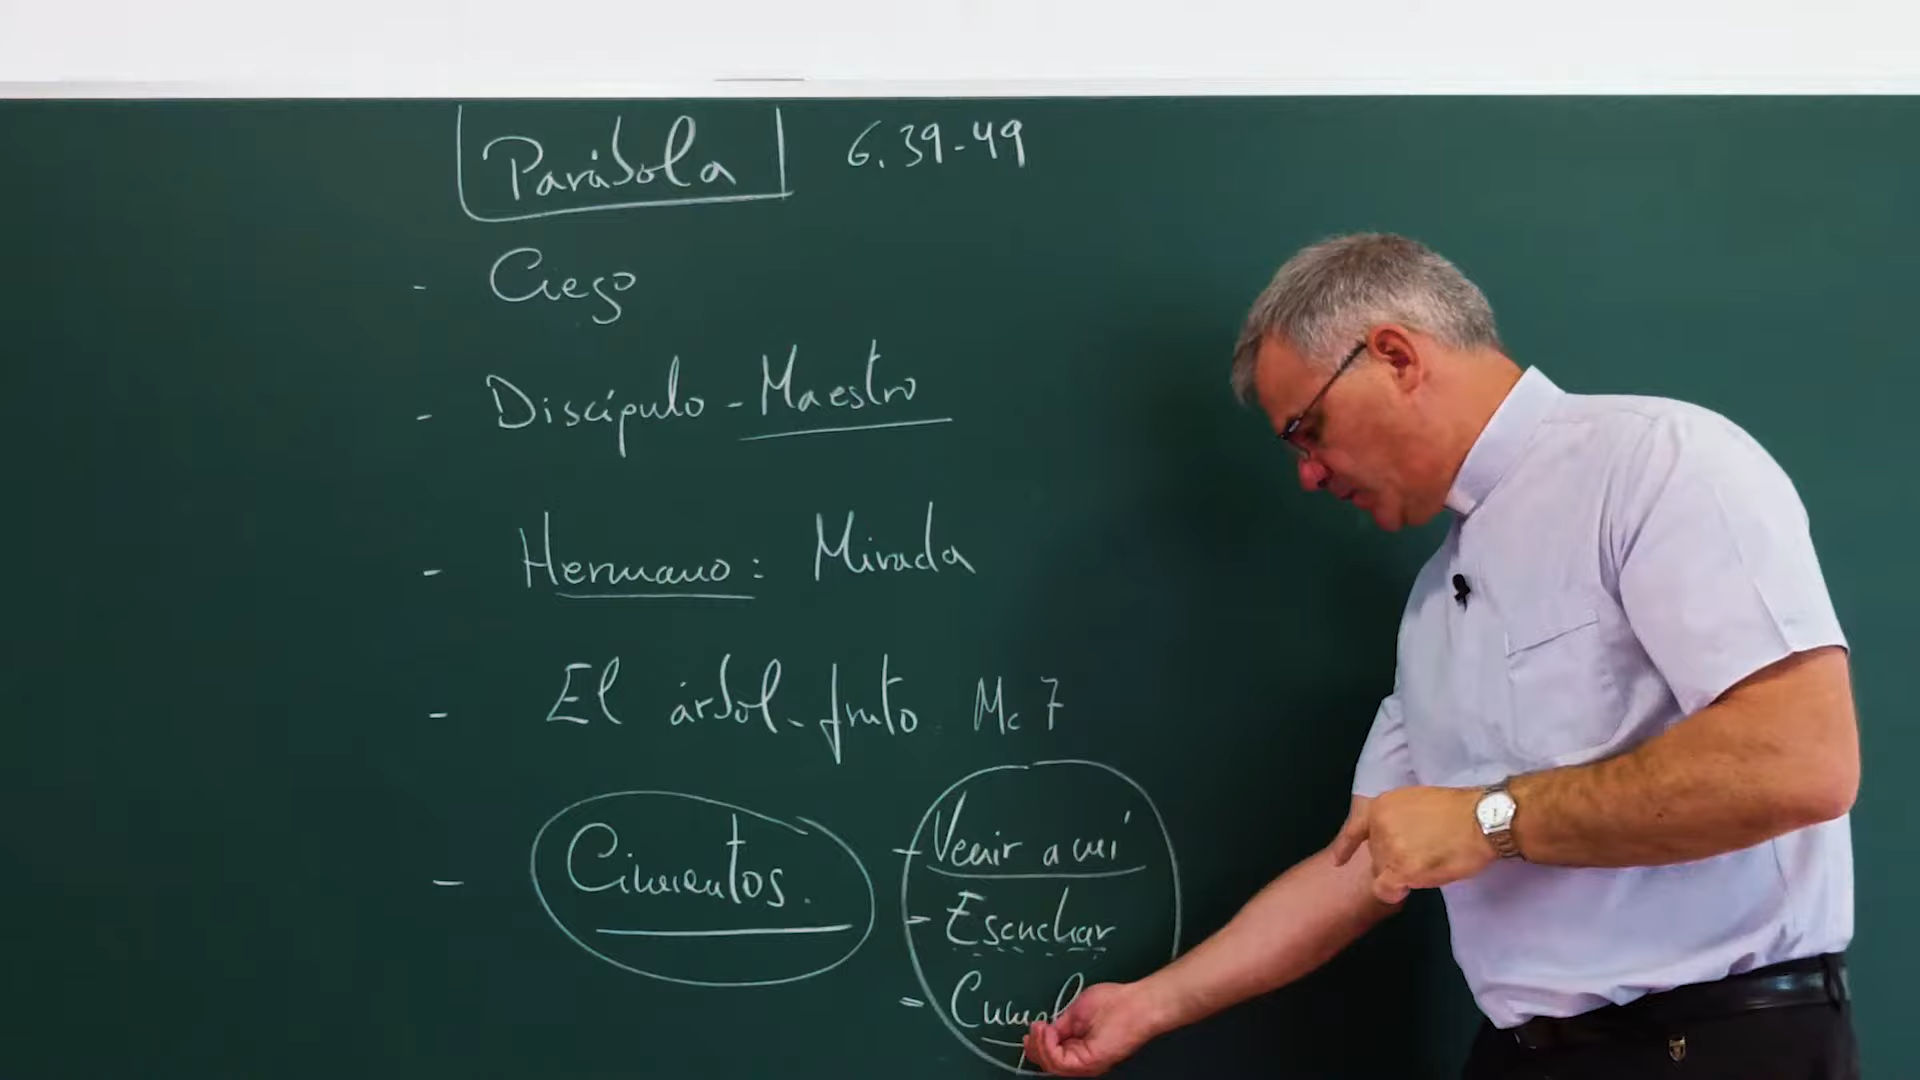 Parábola 6.39-49
- Ciego
- Discípulo - Maestro
- Hermano: Mirada
- El árbol - fruto Mc 7
- Cimientos.
- Venir a mí
- Escuchar